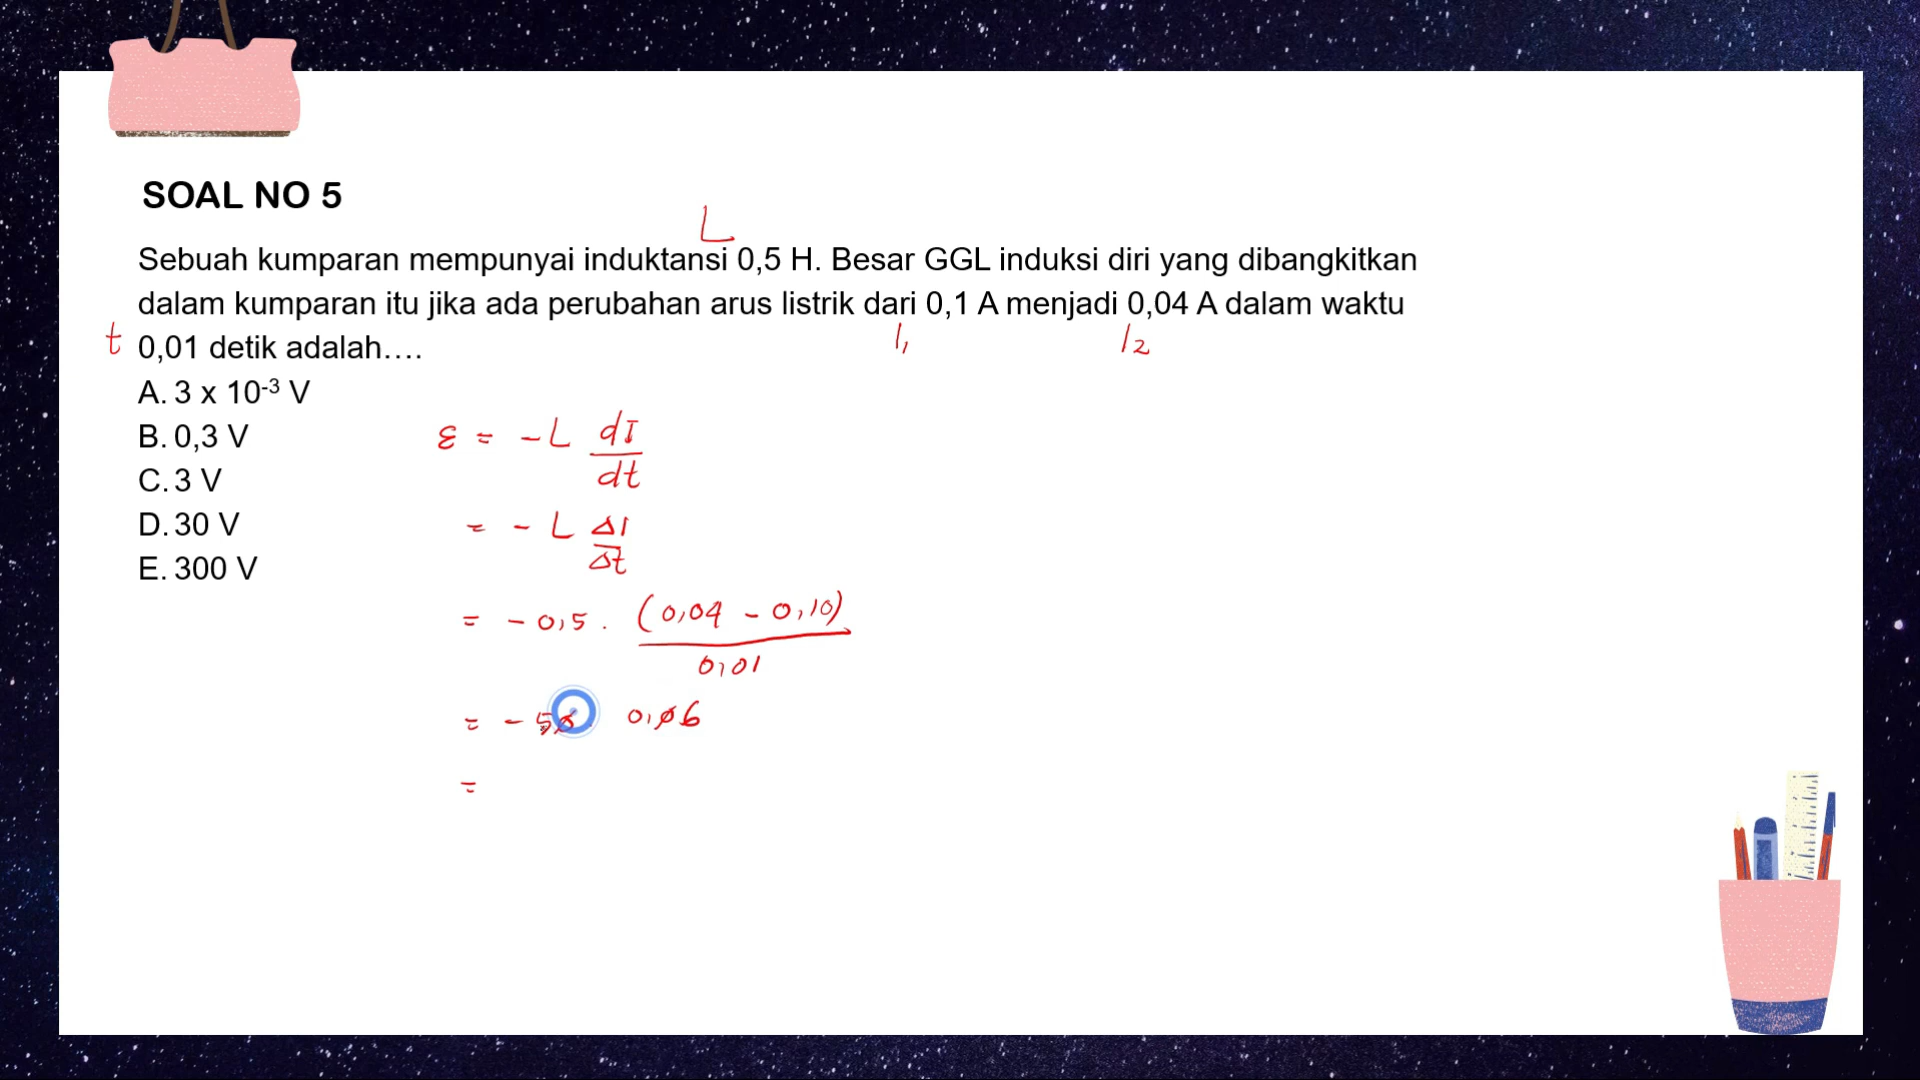 SOAL NO 5
L
Sebuah kumparan mempunyai induktansi 0,5 H. Besar GGL induksi diri yang dibangkitkan
dalam kumparan itu jika ada perubahan arus listrik dari 0,1 A menjadi 0,04 A dalam waktu
t 0,01 detik adalah….
I₁ I₂
A. 3 x 10⁻³ V
B. 0,3 V
C. 3 V
D. 30 V
E. 300 V
ε = -L dI/dt
= - L ΔI/Δt
= - 0,5 . (0,04 - 0,10)/0,01
= - 50 0,06
=